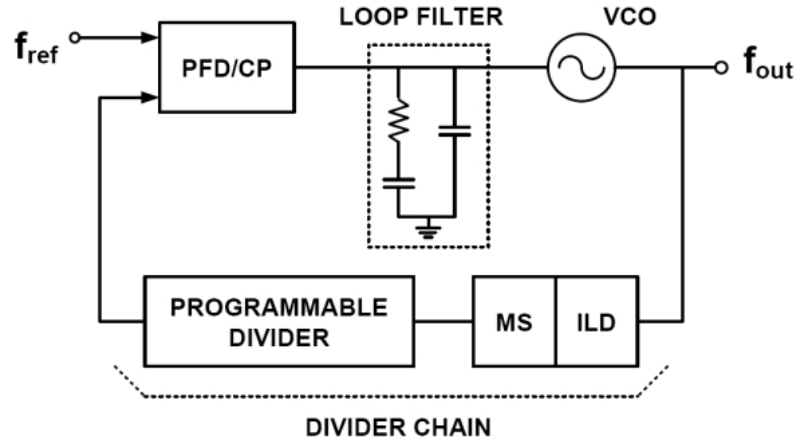 LOOP FILTER
VCO
fref
PFD/CP
fout
PROGRAMMABLE
DIVIDER
MS
ILD
DIVIDER CHAIN